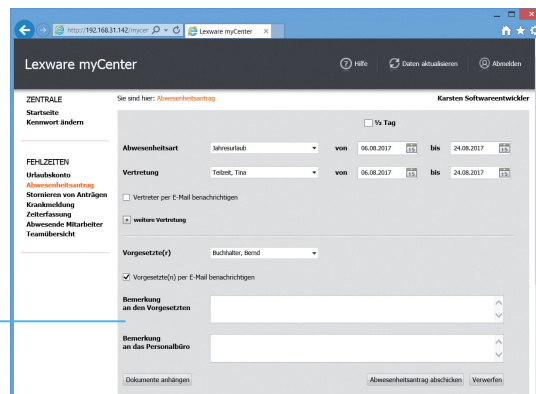 http://192.168.31.142/mycer
Lexware myCenter
Lexware myCenter
Hilfe
Daten aktualisieren
Abmelden
ZENTRALE
Startseite
Kennwort ändern
FEHLZEITEN
Urlaubskonto
Abwesenheitsantrag
Stornieren von Anträgen
Krankmeldung
Zeiterfassung
Abwesende Mitarbeiter
Teamübersicht
Sie sind hier: Abwesenheitsantrag
Karsten Softwareentwickler
½ Tag
Abwesenheitsart Jahresurlaub von 06.08.2017 bis 24.08.2017
Vertretung Teilzeit, Tina von 06.08.2017 bis 24.08.2017
Vertreter per E-Mail benachrichtigen
weitere Vertretung
Vorgesetzte(r) Buchhalter, Bernd
Vorgesetzte(n) per E-Mail benachrichtigen
Bemerkung
an den Vorgesetzten
Bemerkung
an das Personalbüro
Dokumente anhängen Abwesenheitsantrag abschicken Verwerfen